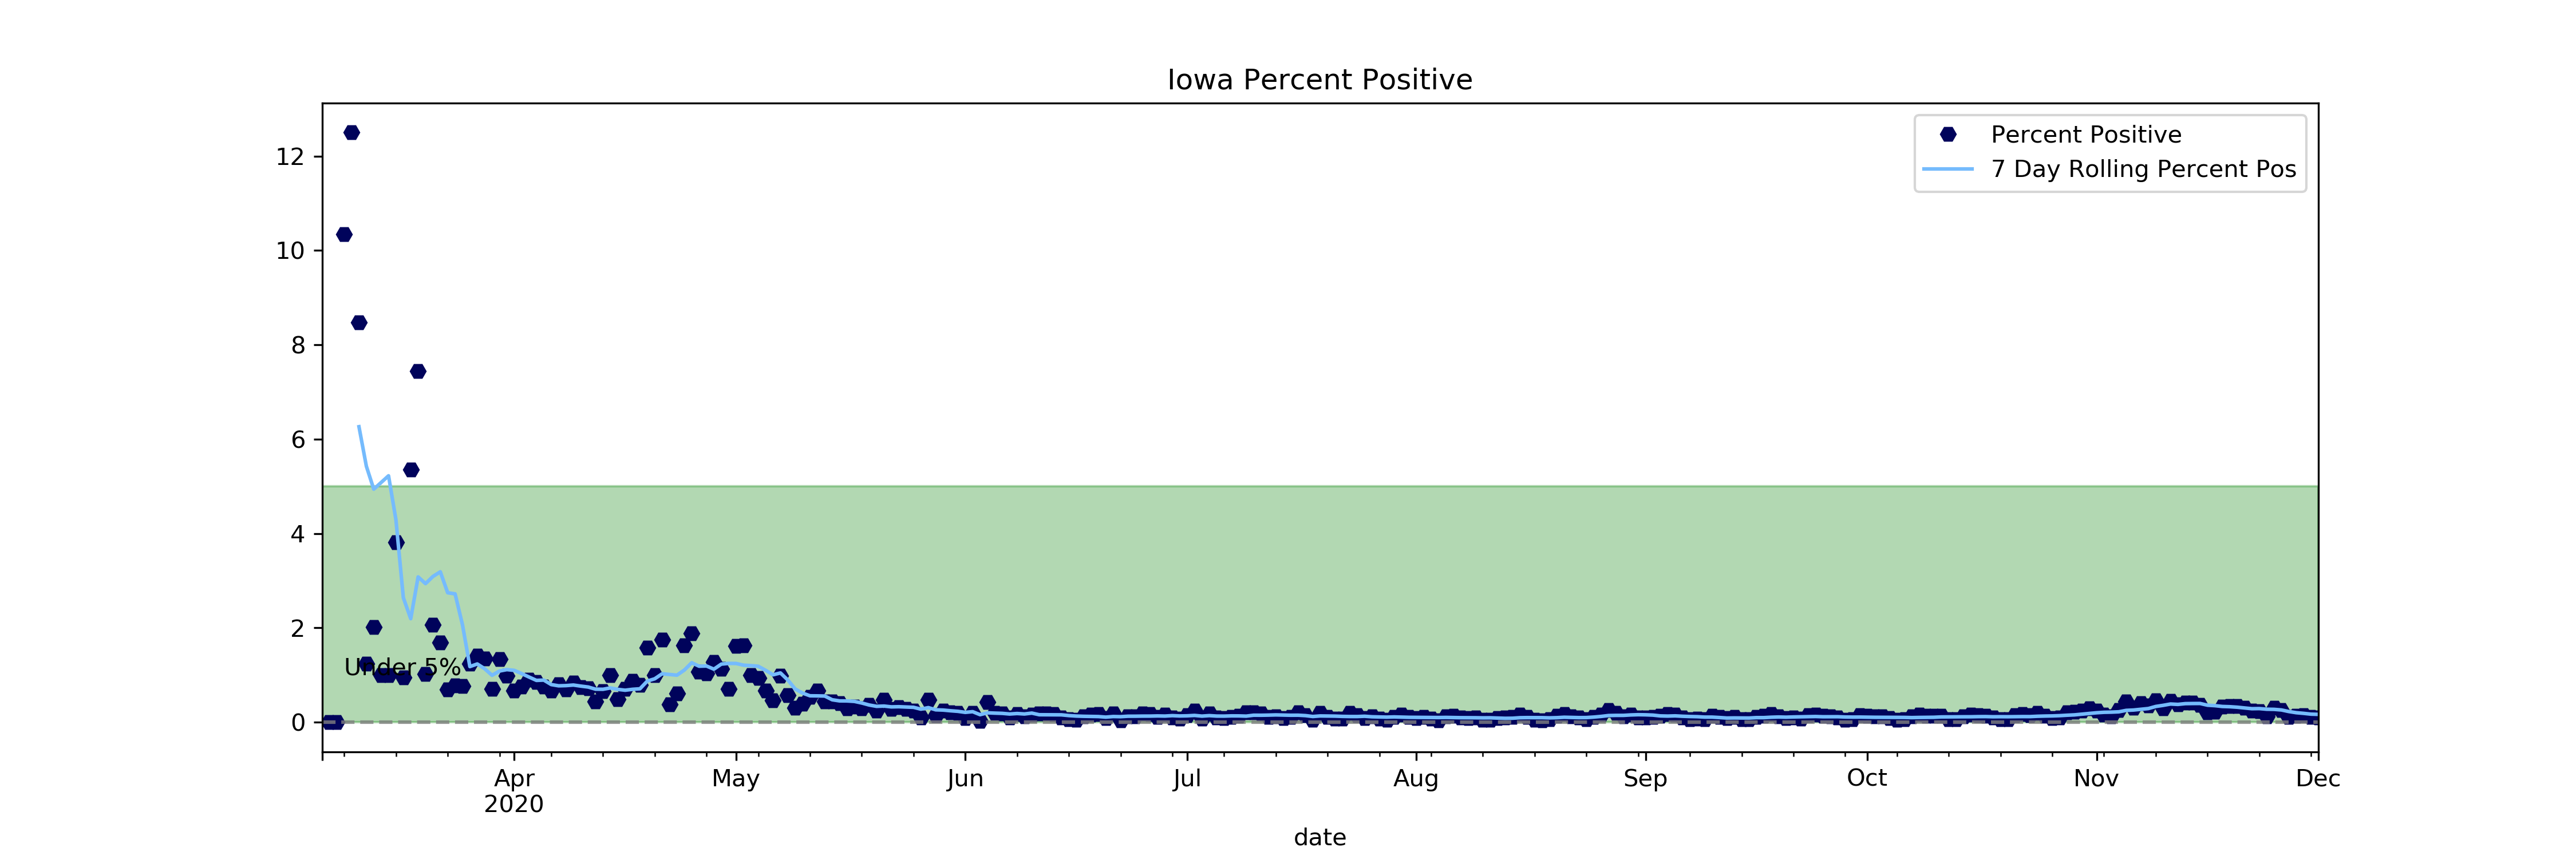 Iowa Percent Positive
Percent Positive
7 Day Rolling Percent Pos
12
10
8
6
4
2
0
Under 5%
Apr
2020
May
Jun
Jul
Aug
Sep
Oct
Nov
Dec
date